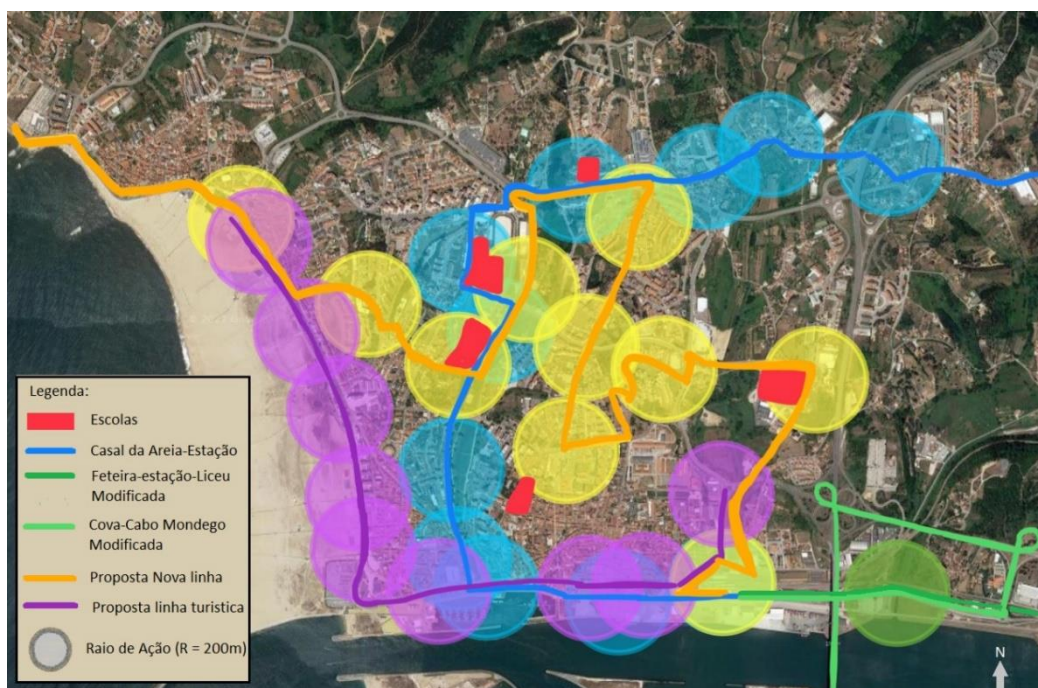 Legenda:
Escolas
Casal da Areia-Estação
Feteira-estação-Liceu
Modificada
Cova-Cabo Mondego
Modificada
Proposta Nova linha
Proposta linha turistica
Raio de Ação (R = 200m)
N